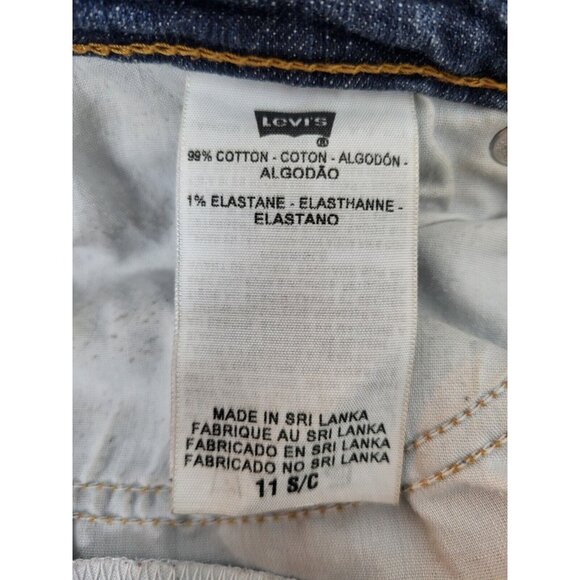 Levi's
®
99% COTTON - COTON - ALGODÓN -
ALGODÃO
1% ELASTANE - ELASTHANNE -
ELASTANO
MADE IN SRI LANKA
FABRIQUE AU SRI LANKA
FABRICADO EN SRI LANKA
FABRICADO NO SRI LANKA
11 S/C